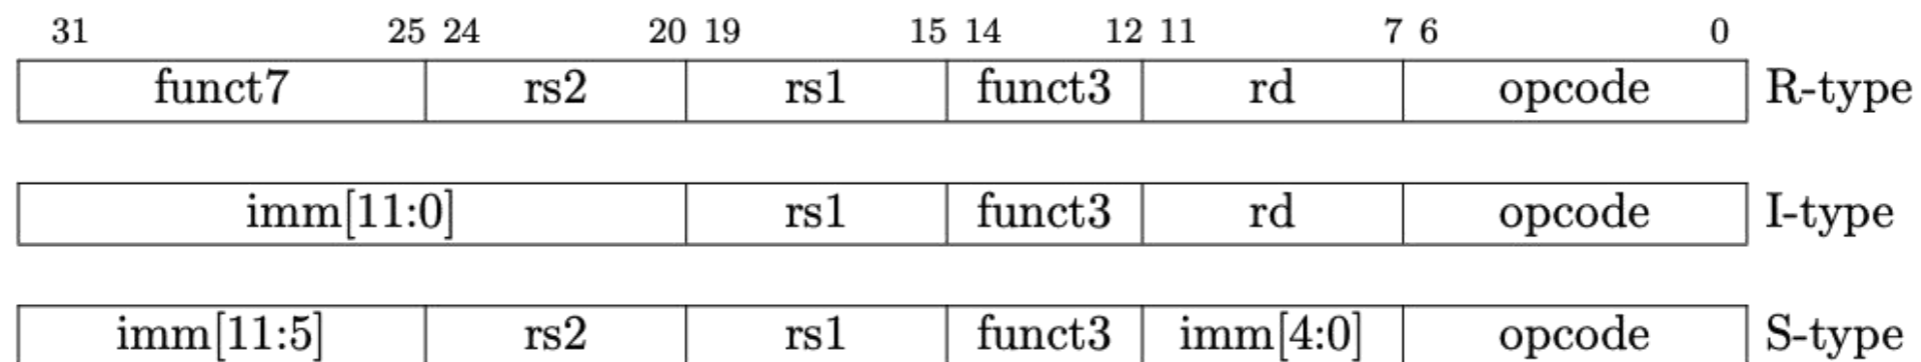 31 25 24 20 19 15 14 12 11 7 6 0
funct7 rs2 rs1 funct3 rd opcode R-type
imm[11:0] rs1 funct3 rd opcode I-type
imm[11:5] rs2 rs1 funct3 imm[4:0] opcode S-type